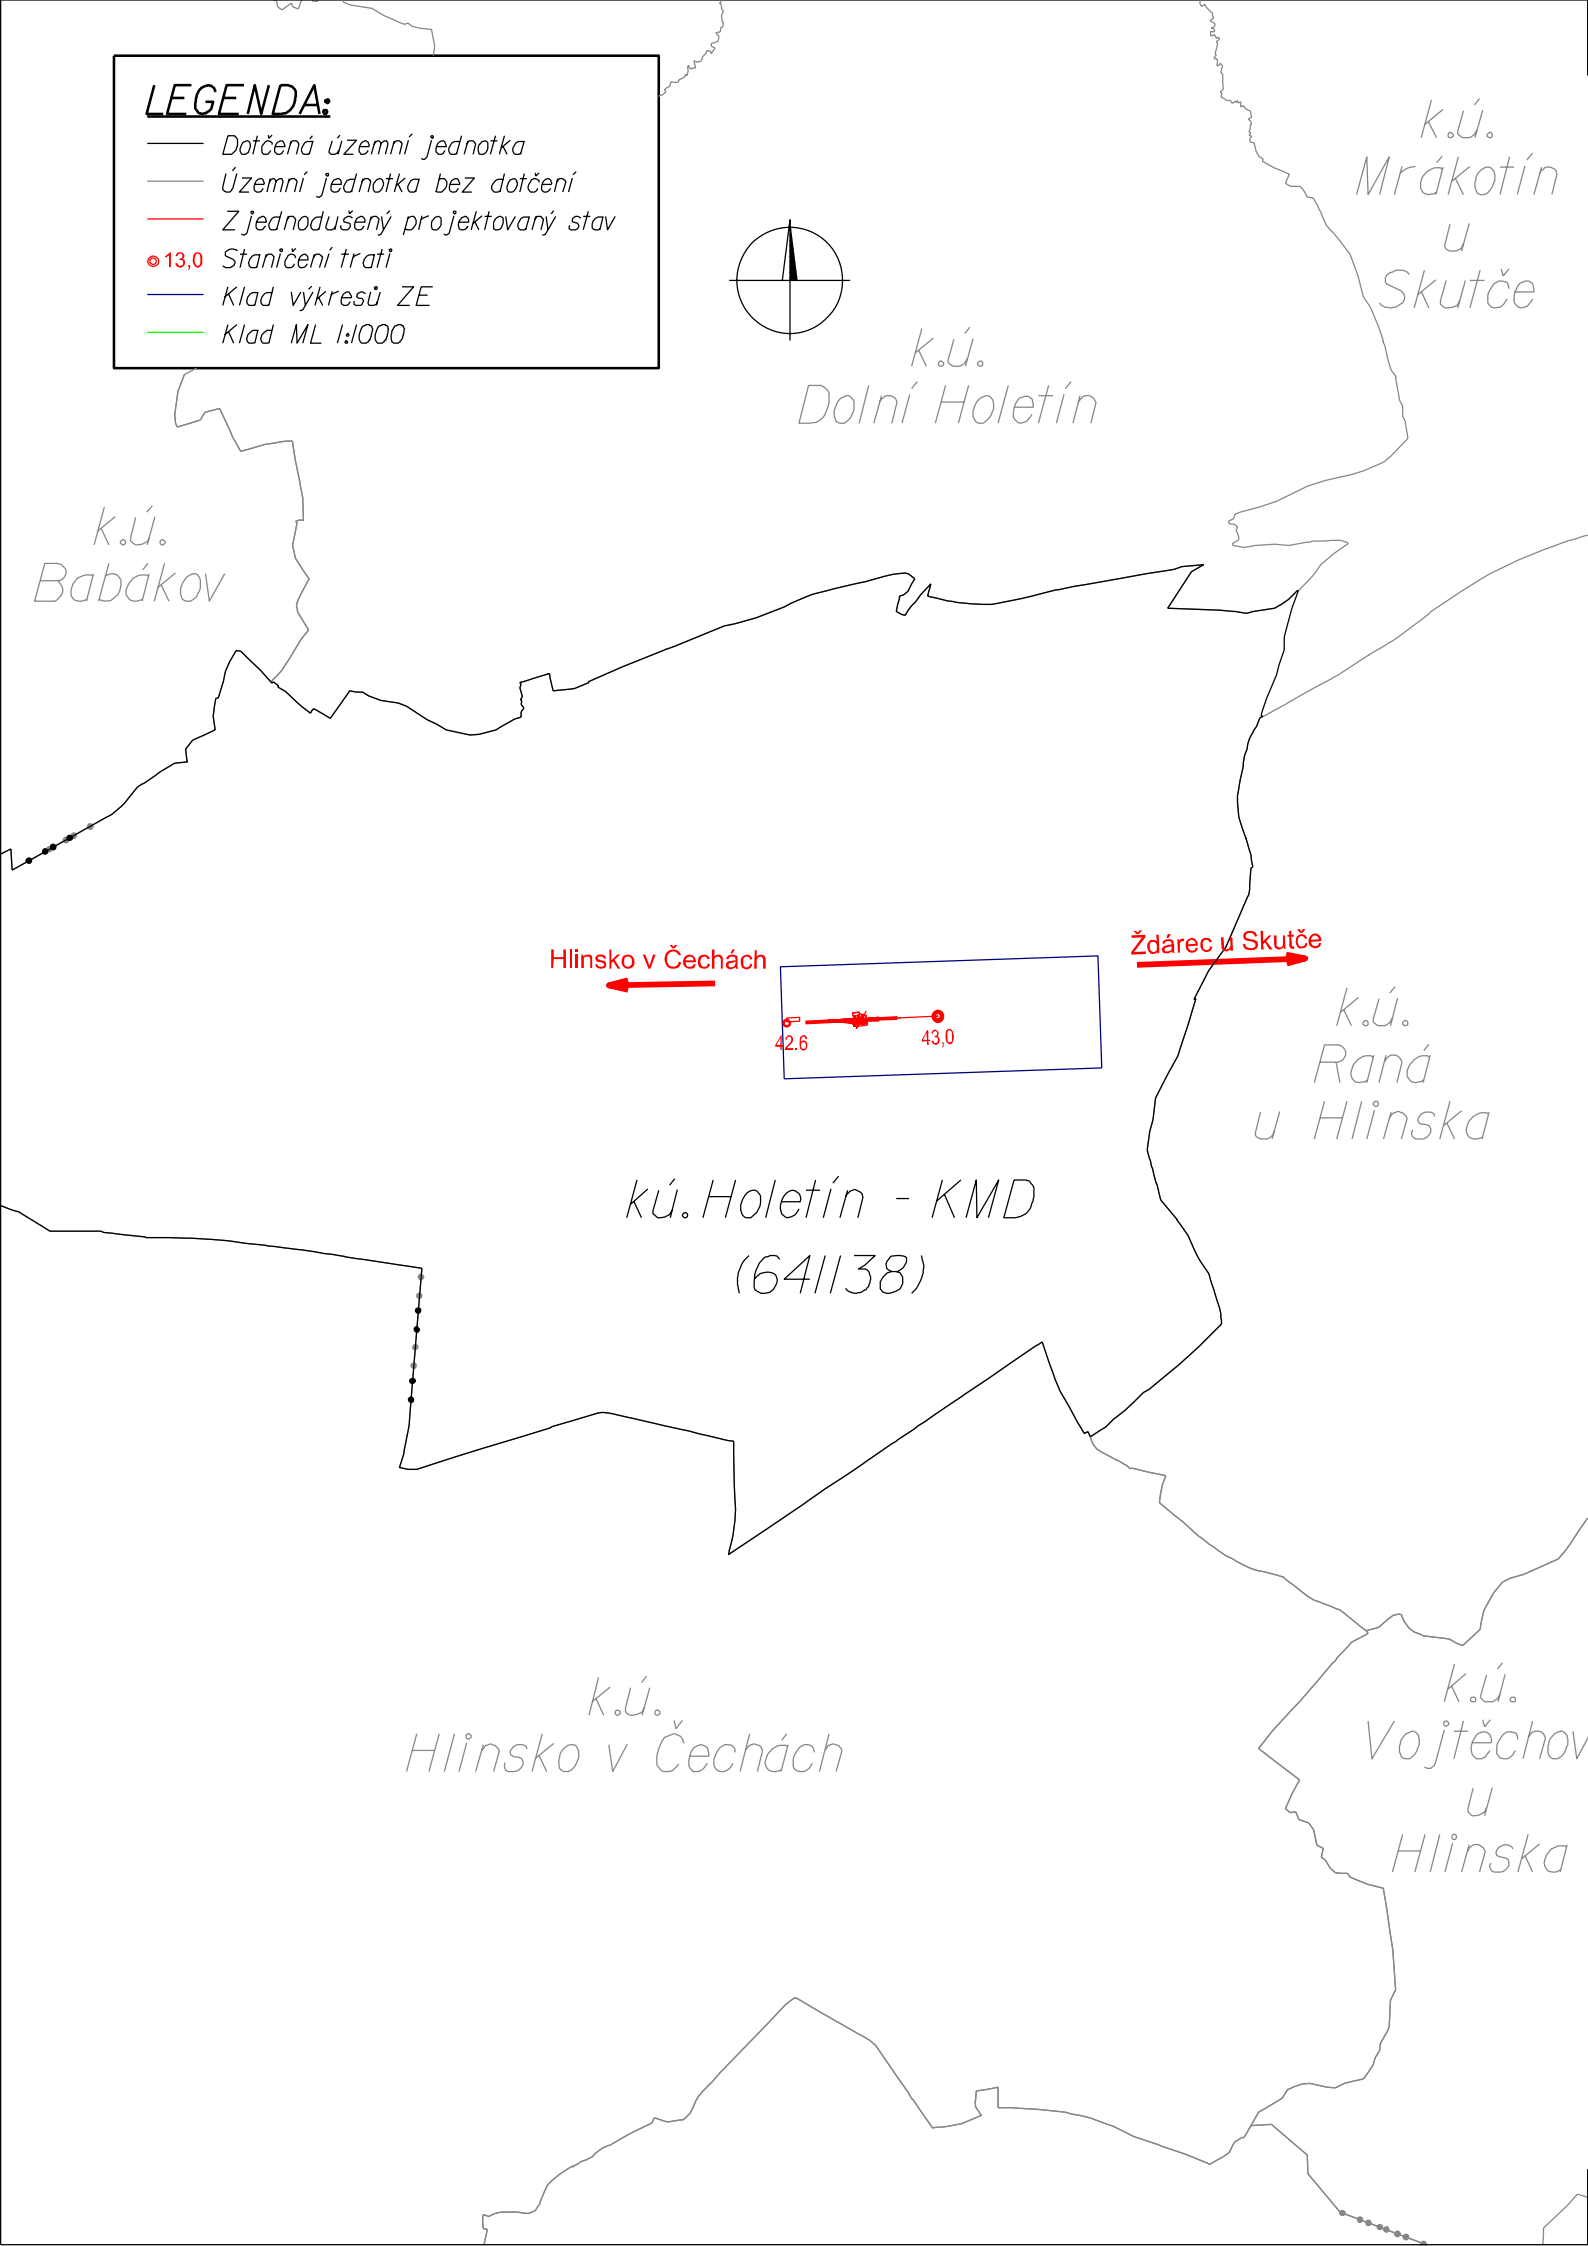 LEGENDA:
Dotčená územní jednotka
Územní jednotka bez dotčení
Zjednodušený projektovaný stav
13,0 Staničení trati
Klad výkresů ZE
Klad ML 1:1000
k.ú.
Mrákotín
u
Skutče
k.ú.
Dolní Holetín
k.ú.
Babákov
Hlinsko v Čechách
Ždárec u Skutče
42.6
43,0
k.ú.
Raná
u Hlinska
kú. Holetín - KMD
(641138)
k.ú.
Hlinsko v Čechách
k.ú.
Vojtěchov
u
Hlinska